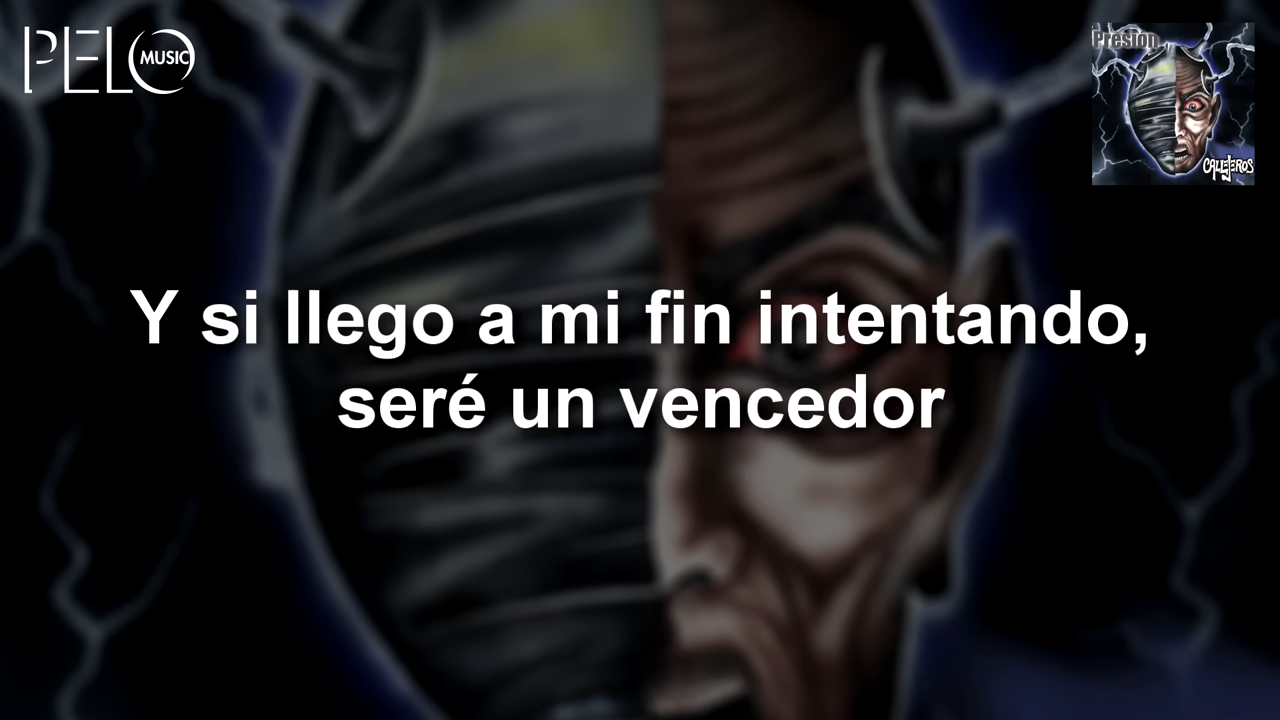 PELO MUSIC
Presión
CALLEJEROS
Y si llego a mi fin intentando,
seré un vencedor